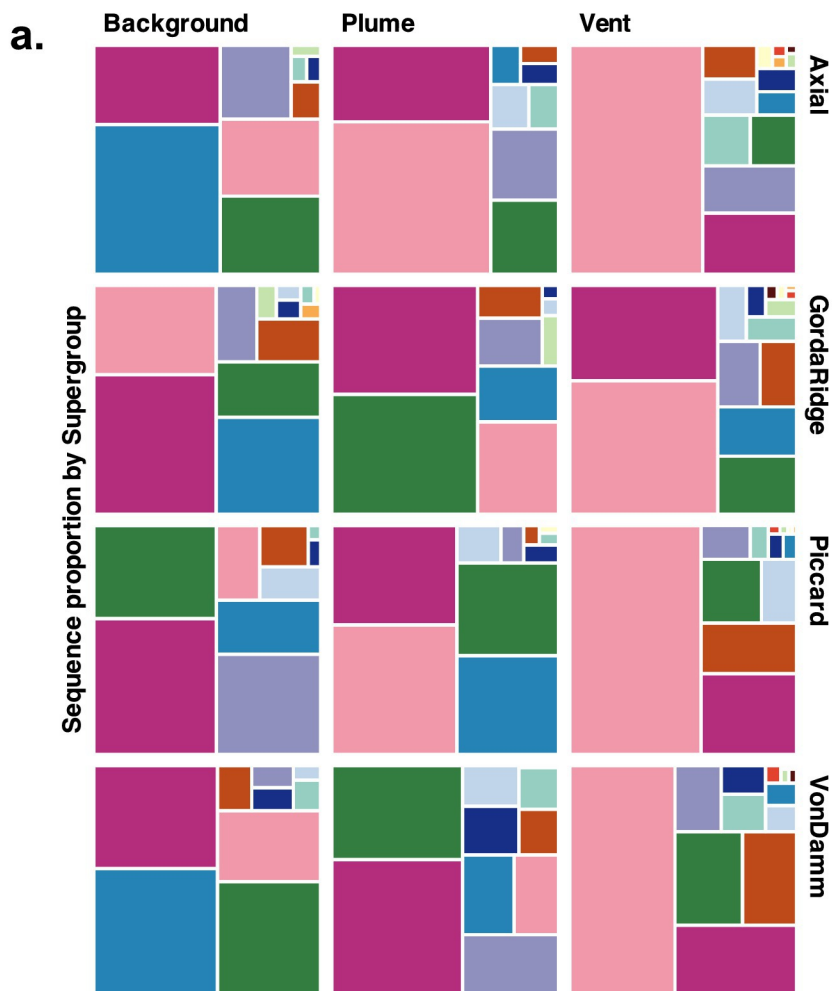 a.
Background Plume Vent
Axial
GordaRidge
Piccard
VonDamm
Sequence proportion by Supergroup